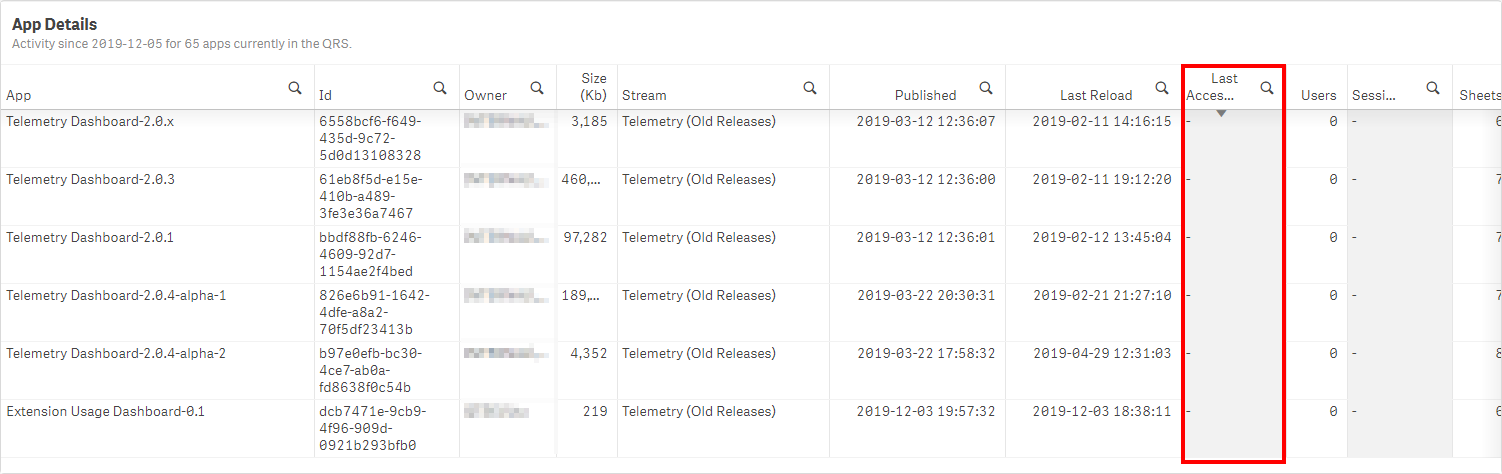 App Details
Activity since 2019-12-05 for 65 apps currently in the QRS.
App Id Owner Size (Kb) Stream Published Last Reload Last Acces... Users Sessi... Sheets
Telemetry Dashboard-2.0.x 6558bcf6-f649-435d-9c72-5d0d13108328 3,185 Telemetry (Old Releases) 2019-03-12 12:36:07 2019-02-11 14:16:15 - 0 -
Telemetry Dashboard-2.0.3 61eb8f5d-e15e-410b-a489-3fe3e36a7467 460,... Telemetry (Old Releases) 2019-03-12 12:36:00 2019-02-11 19:12:20 - 0 - 7
Telemetry Dashboard-2.0.1 bbdf88fb-6246-4609-92d7-1154ae2f4bed 97,282 Telemetry (Old Releases) 2019-03-12 12:36:01 2019-02-12 13:45:04 - 0 - 7
Telemetry Dashboard-2.0.4-alpha-1 826e6b91-1642-4dfe-a8a2-70f5df23413b 189,... Telemetry (Old Releases) 2019-03-22 20:30:31 2019-02-21 21:27:10 - 0 - 7
Telemetry Dashboard-2.0.4-alpha-2 b97e0efb-bc30-4ce7-ab0a-fd8638f0c54b 4,352 Telemetry (Old Releases) 2019-03-22 17:58:32 2019-04-29 12:31:03 - 0 - 8
Extension Usage Dashboard-0.1 dcb7471e-9cb9-4f96-909d-0921b293bfb0 219 Telemetry (Old Releases) 2019-12-03 19:57:32 2019-12-03 18:38:11 - 0 -